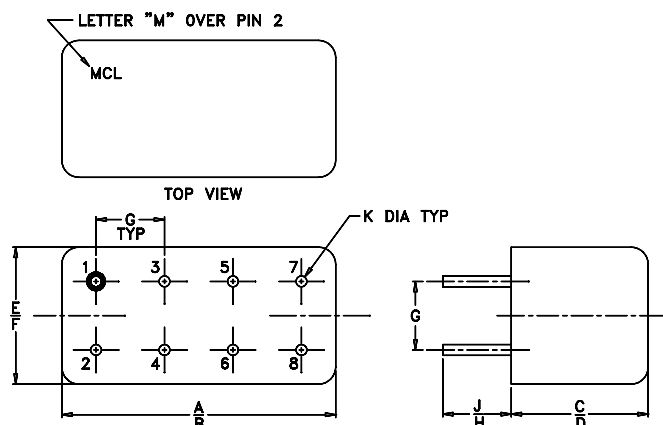 LETTER "M" OVER PIN 2
MCL
TOP VIEW
G
TYP
K DIA TYP
1 3 5 7
E
F
G
2 4 6 8
A
B
J
H
C
D